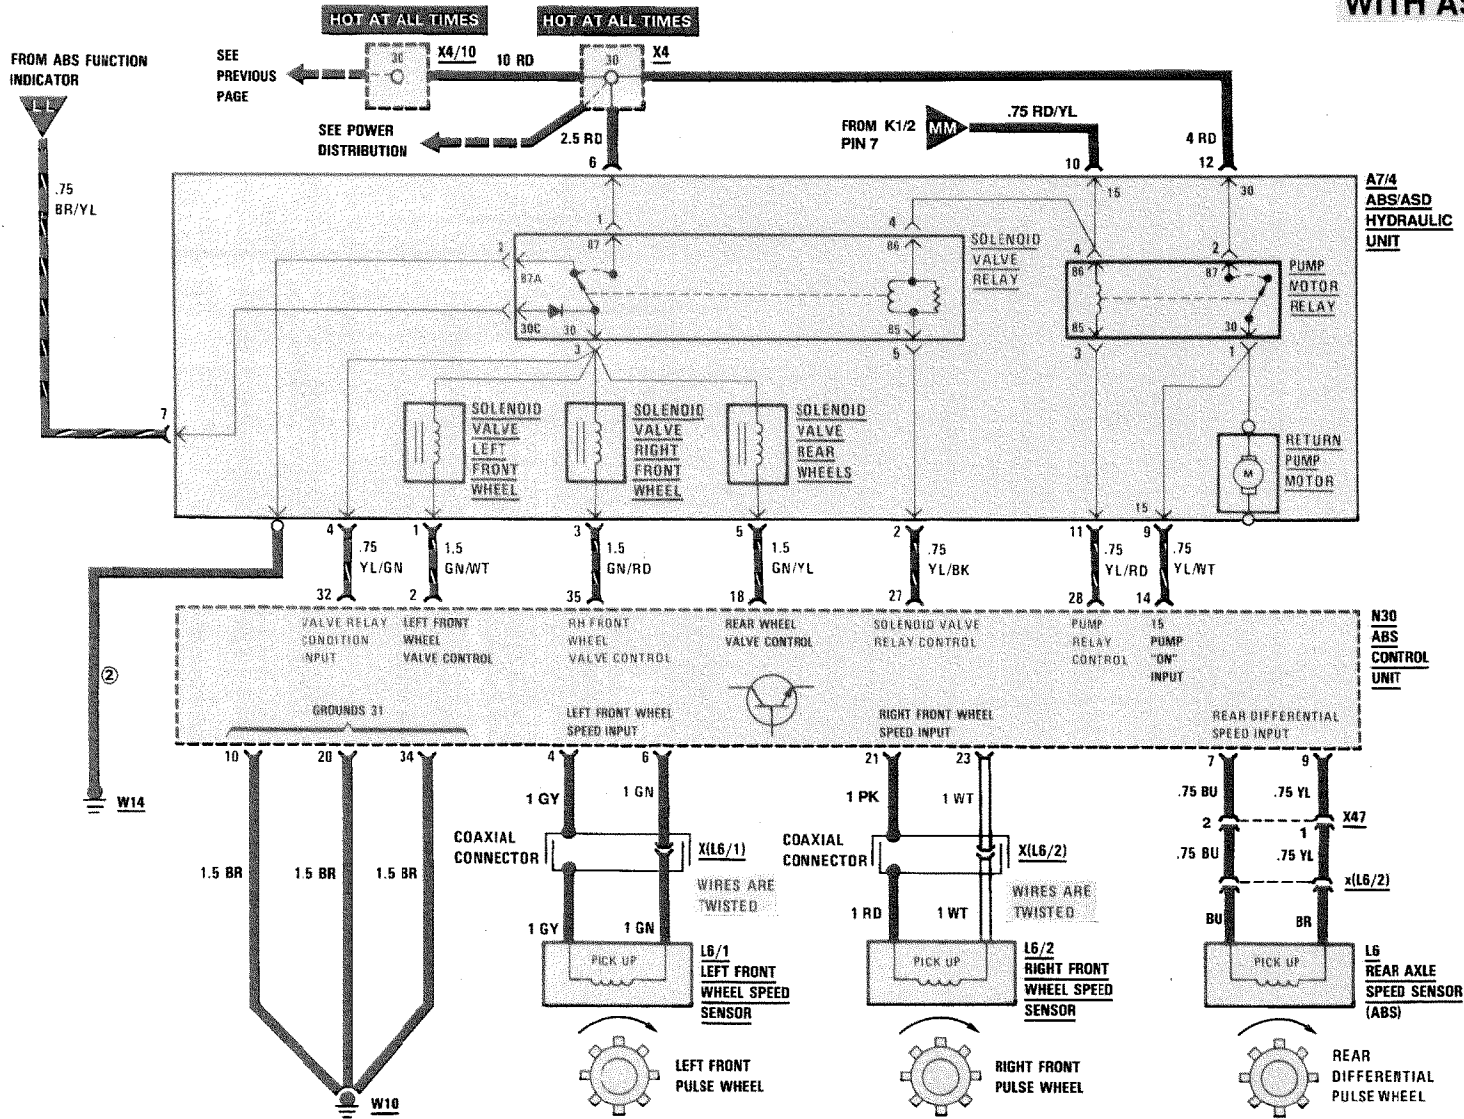 WITH AS
HOT AT ALL TIMES
HOT AT ALL TIMES
FROM ABS FUNCTION
INDICATOR
LL
SEE
PREVIOUS
PAGE
30
X4/10
10 RD
30
X4
SEE POWER
DISTRIBUTION
2.5 RD
6
FROM K1/2
PIN 7
MM
.75 RD/YL
10
4 RD
12
.75
BR/YL
A7/4
ABS/ASD
HYDRAULIC
UNIT
15
30
1
4
2
87
86
SOLENOID
VALVE
RELAY
87A
30C
30
85
3
5
4
2
86
87
PUMP
MOTOR
RELAY
85
30
3
1
7
SOLENOID
VALVE
LEFT
FRONT
WHEEL
SOLENOID
VALVE
RIGHT
FRONT
WHEEL
SOLENOID
VALVE
REAR
WHEELS
RETURN
PUMP
MOTOR
M
15
4
1
3
5
2
11
9
.75
YL/GN
1.5
GN/WT
1.5
GN/RD
1.5
GN/YL
.75
YL/BK
.75
YL/RD
.75
YL/WT
32
2
35
18
27
28
14
VALVE RELAY
CONDITION
INPUT
LEFT FRONT
WHEEL
VALVE CONTROL
RH FRONT
WHEEL
VALVE CONTROL
REAR WHEEL
VALVE CONTROL
SOLENOID VALVE
RELAY CONTROL
PUMP
RELAY
CONTROL
15
PUMP
"ON"
INPUT
N30
ABS
CONTROL
UNIT
2
GROUNDS 31
LEFT FRONT WHEEL
SPEED INPUT
RIGHT FRONT WHEEL
SPEED INPUT
REAR DIFFERENTIAL
SPEED INPUT
10
20
34
4
6
21
23
7
9
W14
1 GY
1 GN
1 PK
1 WT
.75 BU
.75 YL
COAXIAL
CONNECTOR
X(L6/1)
COAXIAL
CONNECTOR
X(L6/2)
2
1
X47
1.5 BR
1.5 BR
1.5 BR
WIRES ARE
TWISTED
WIRES ARE
TWISTED
.75 BU
.75 YL
x(L6/2)
1 GY
1 GN
1 RD
1 WT
BU
BR
PICK UP
L6/1
LEFT FRONT
WHEEL SPEED
SENSOR
PICK UP
L6/2
RIGHT FRONT
WHEEL SPEED
SENSOR
PICK UP
L6
REAR AXLE
SPEED SENSOR
(ABS)
LEFT FRONT
PULSE WHEEL
RIGHT FRONT
PULSE WHEEL
REAR
DIFFERENTIAL
PULSE WHEEL
W10